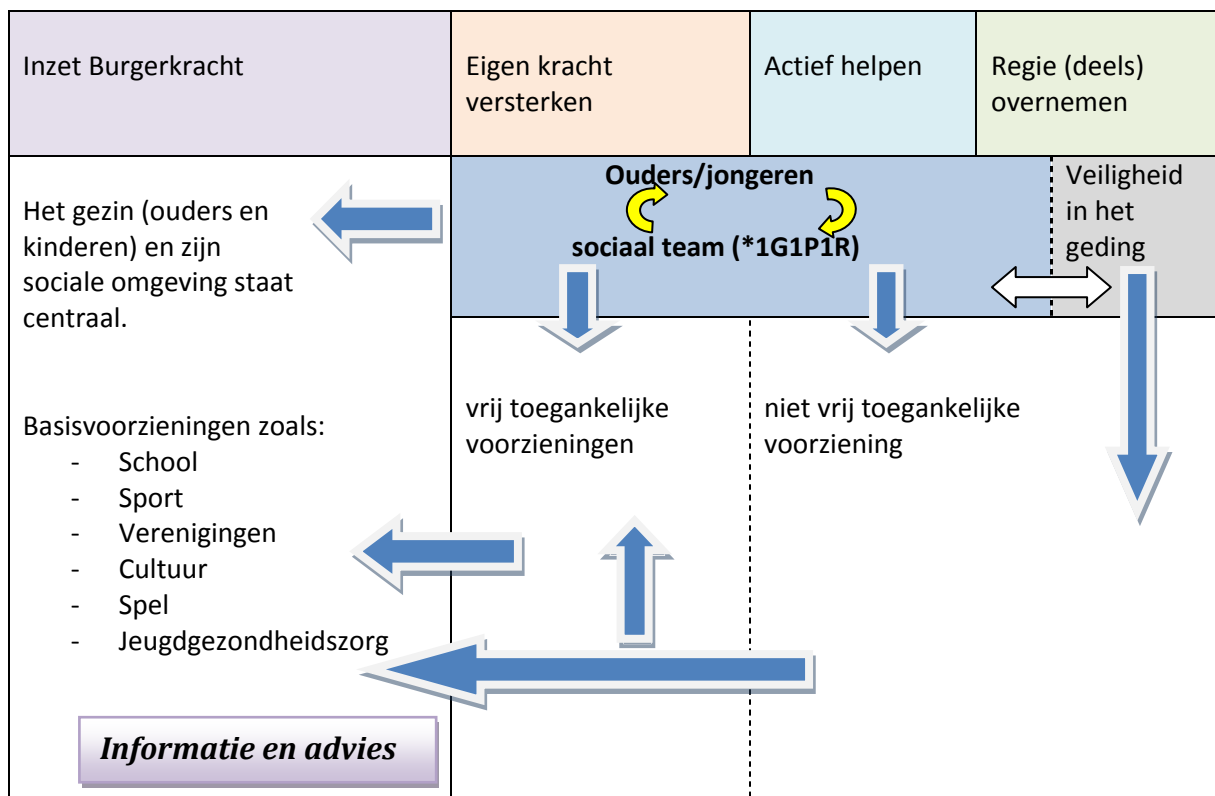 Inzet Burgerkracht
Eigen kracht
versterken
Actief helpen
Regie (deels)
overnemen
Het gezin (ouders en
kinderen) en zijn
sociale omgeving staat
centraal.
Basisvoorzieningen zoals:
- School
- Sport
- Verenigingen
- Cultuur
- Spel
- Jeugdgezondheidszorg
Informatie en advies
Ouders/jongeren
sociaal team (*1G1P1R)
Veiligheid
in het
geding
vrij toegankelijke
voorzieningen
niet vrij toegankelijke
voorziening